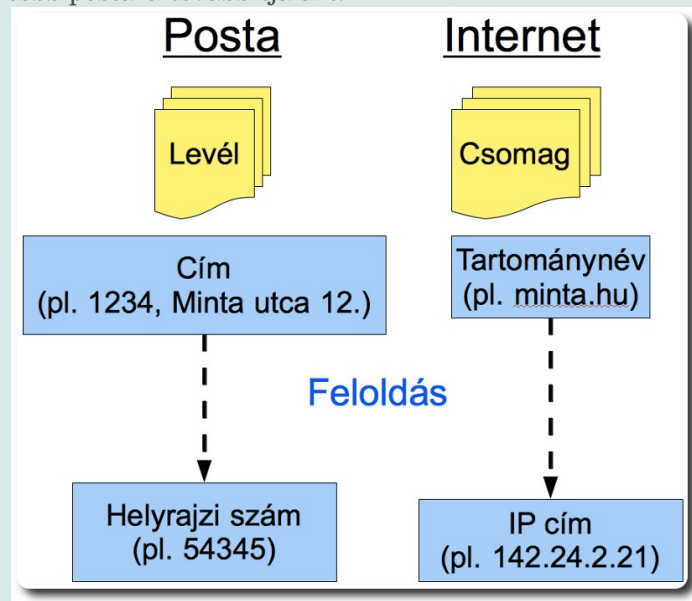 Posta
Internet
Levél
Csomag
Cím
(pl. 1234, Minta utca 12.)
Tartománynév
(pl. minta.hu)
Feloldás
Helyrajzi szám
(pl. 54345)
IP cím
(pl. 142.24.2.21)